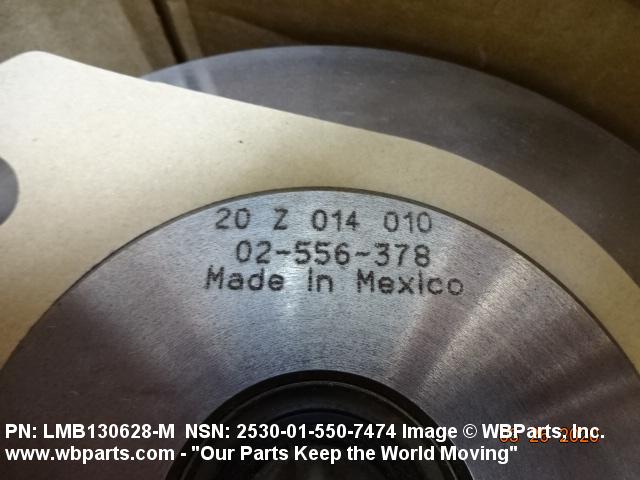 20 Z 014 010
02-556-378
Made in Mexico
PN: LMB130628-M NSN: 2530-01-550-7474 Image © WBParts, Inc.
www.wbparts.com - "Our Parts Keep the World Moving"